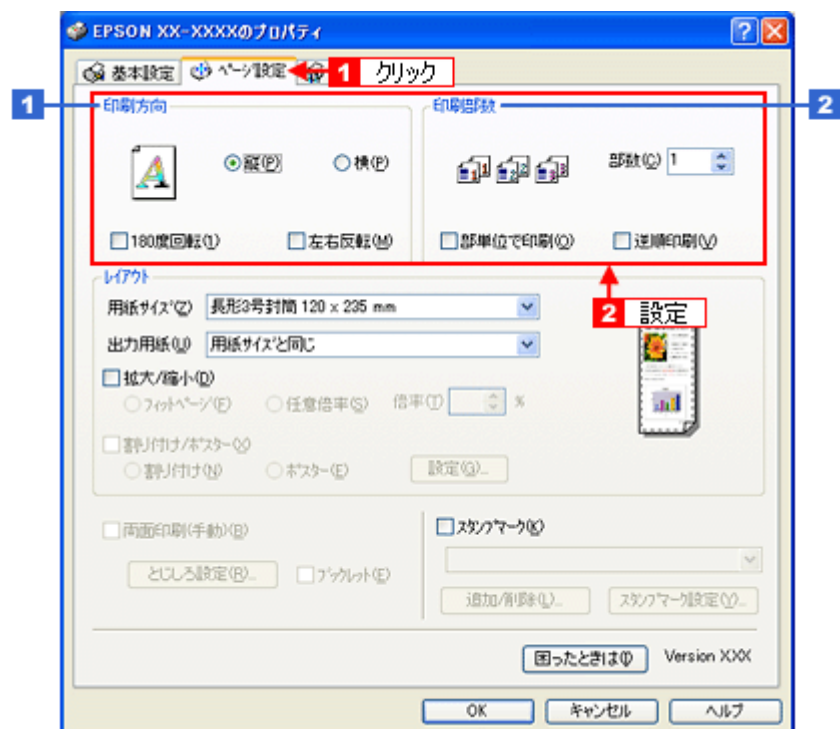 EPSON XX-XXXXのプロパティ
基本設定 ページ設定 1 クリック
1 印刷方向 印刷部数 2
縦(P) 横(P) 部数(C) 1
180度回転(1) 左右反転(M) 部単位で印刷(O) 逆順印刷(V)
レイアウト
用紙サイズ(Z) 長形3号封筒 120 x 235 mm
2 設定
出力用紙(U) 用紙サイズと同じ
拡大/縮小(D)
フィットページ(F) 任意倍率(S) 倍率(T) %
割り付け/ポスター(X)
割り付け(N) ポスター(E) 設定(G)...
両面印刷(手動)(B) スタンプマーク(K)
とじしろ設定(R)... ブックレット(E)
追加/削除(L)... スタンプマーク設定(Y)...
困ったときは(I) Version XXX
OK キャンセル ヘルプ